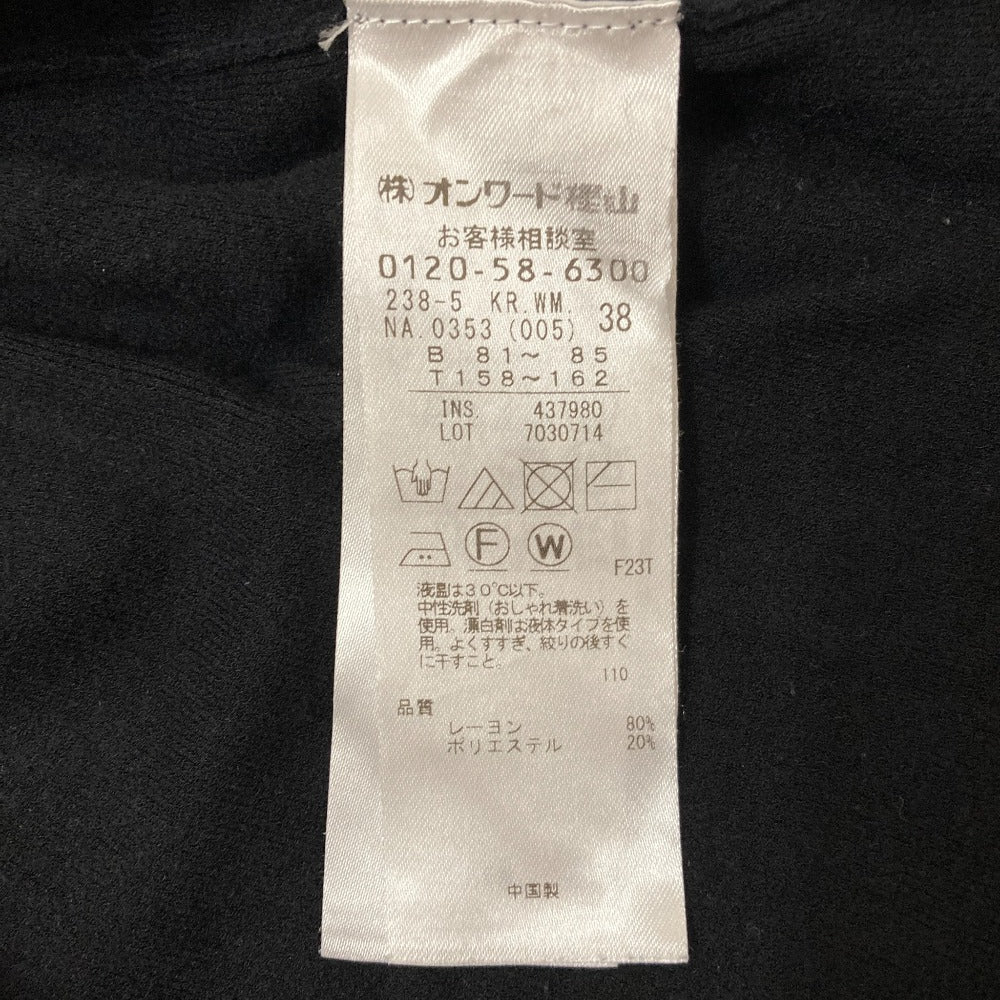 ㈱オンワード樫山
お客様相談室
0120-58-6300
238-5 KR.WM. 38
NA.0353 (005)
B 81～ 85
T158～162
INS. 437980
LOT 7030714
F W
F23T
液温は30℃以下。
中性洗剤(おしゃれ着洗い)を
使用。漂白剤は液体タイプを使
用。よくすすぎ、絞りの後すぐ
に干すこと。
110
品質
レーヨン 80%
ポリエステル 20%
中国製